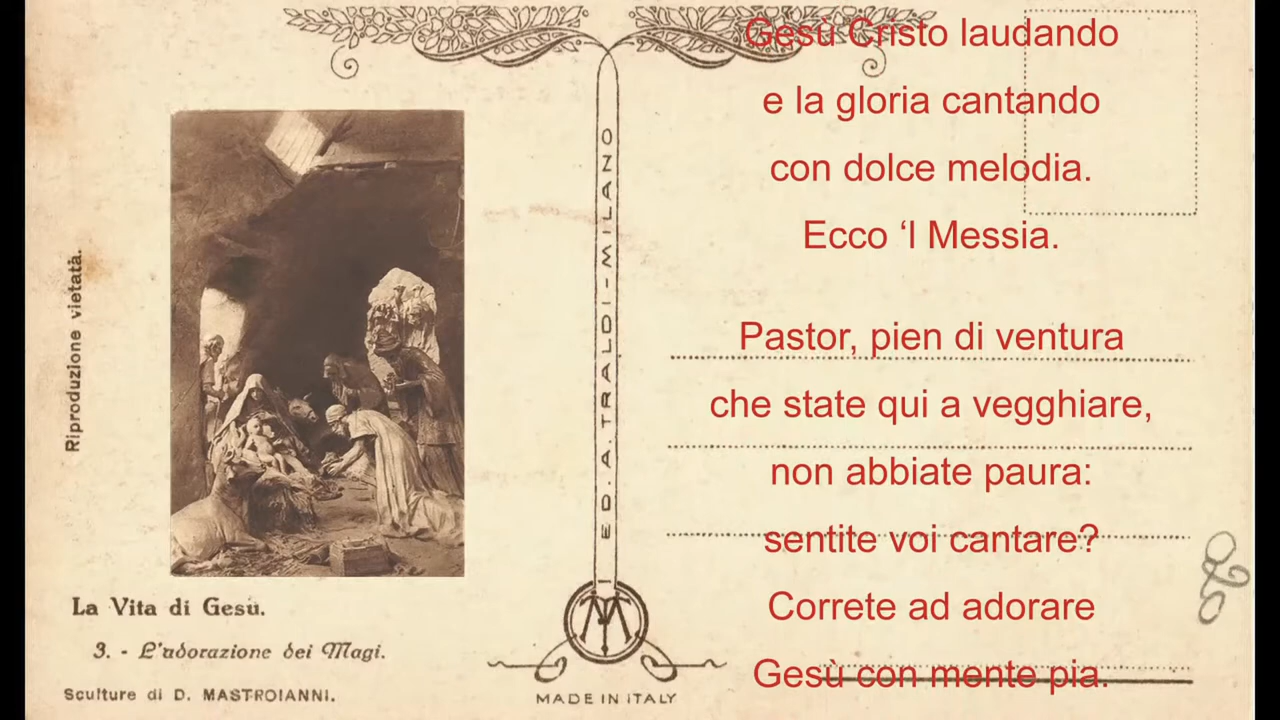 Gesù Cristo laudando
e la gloria cantando
con dolce melodia.
Ecco ‘l Messia.
Pastor, pien di ventura
che state qui a vegghiare,
non abbiate paura:
sentite voi cantare?
Correte ad adorare
Gesù con mente pia.
Riproduzione vietatà.
ED. A. TRALDI - MILANO
La Vita di Gesù.
3. - L'adorazione dei Magi.
Sculture di D. MASTROIANNI.
MADE IN ITALY